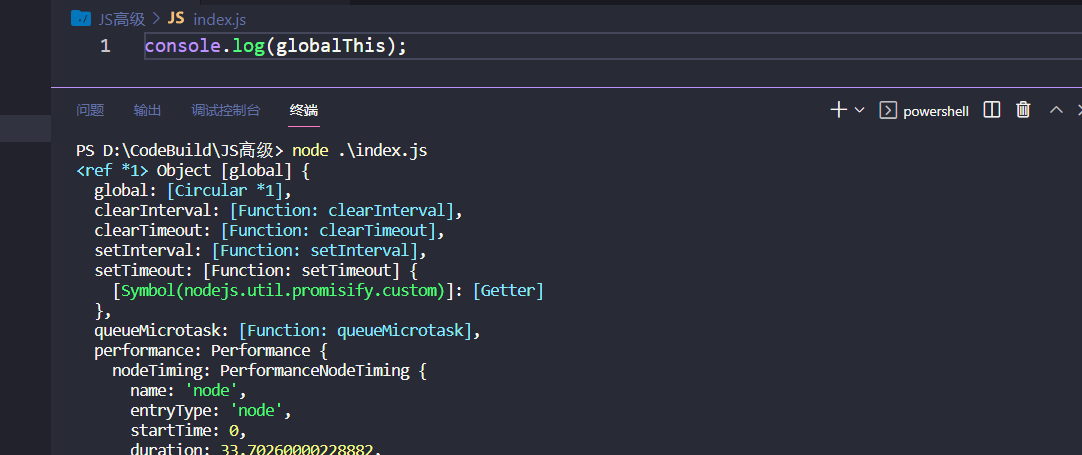 JS高级 > JS index.js
1 console.log(globalThis);
问题 输出 调试控制台 终端 powershell
PS D:\CodeBuild\JS高级> node .\index.js
<ref *1> Object [global] {
  global: [Circular *1],
  clearInterval: [Function: clearInterval],
  clearTimeout: [Function: clearTimeout],
  setInterval: [Function: setInterval],
  setTimeout: [Function: setTimeout] {
    [Symbol(nodejs.util.promisify.custom)]: [Getter]
  },
  queueMicrotask: [Function: queueMicrotask],
  performance: Performance {
    nodeTiming: PerformanceNodeTiming {
      name: 'node',
      entryType: 'node',
      startTime: 0,
      duration: 33.70260000228882,